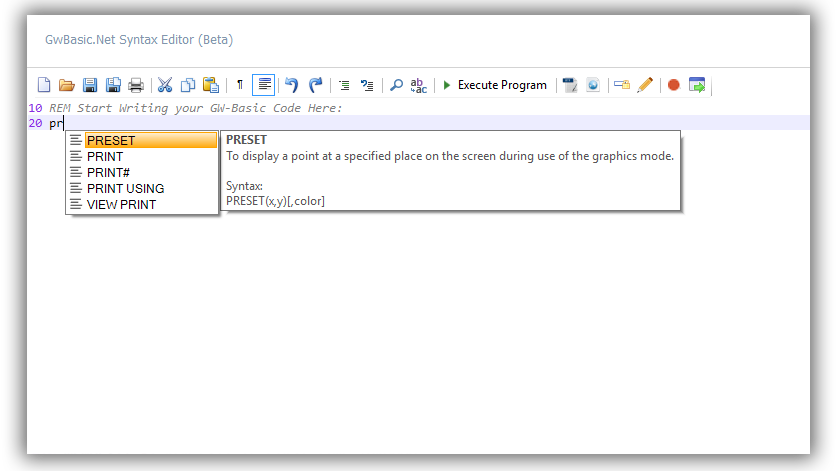 GwBasic.Net Syntax Editor (Beta)
¶ ab ac Execute Program
10 REM Start Writing your GW-Basic Code Here:
20 pr
PRESET
PRINT
PRINT#
PRINT USING
VIEW PRINT
PRESET
To display a point at a specified place on the screen during use of the graphics mode.
Syntax:
PRESET(x,y)[,color]